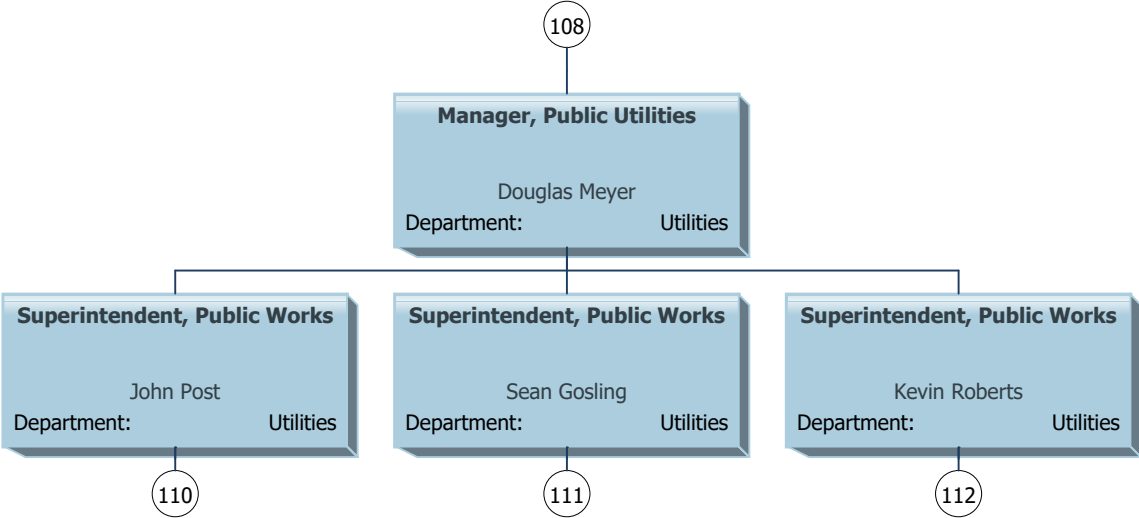 108
Manager, Public Utilities
Douglas Meyer
Department: Utilities
Superintendent, Public Works
John Post
Department: Utilities
110
Superintendent, Public Works
Sean Gosling
Department: Utilities
111
Superintendent, Public Works
Kevin Roberts
Department: Utilities
112